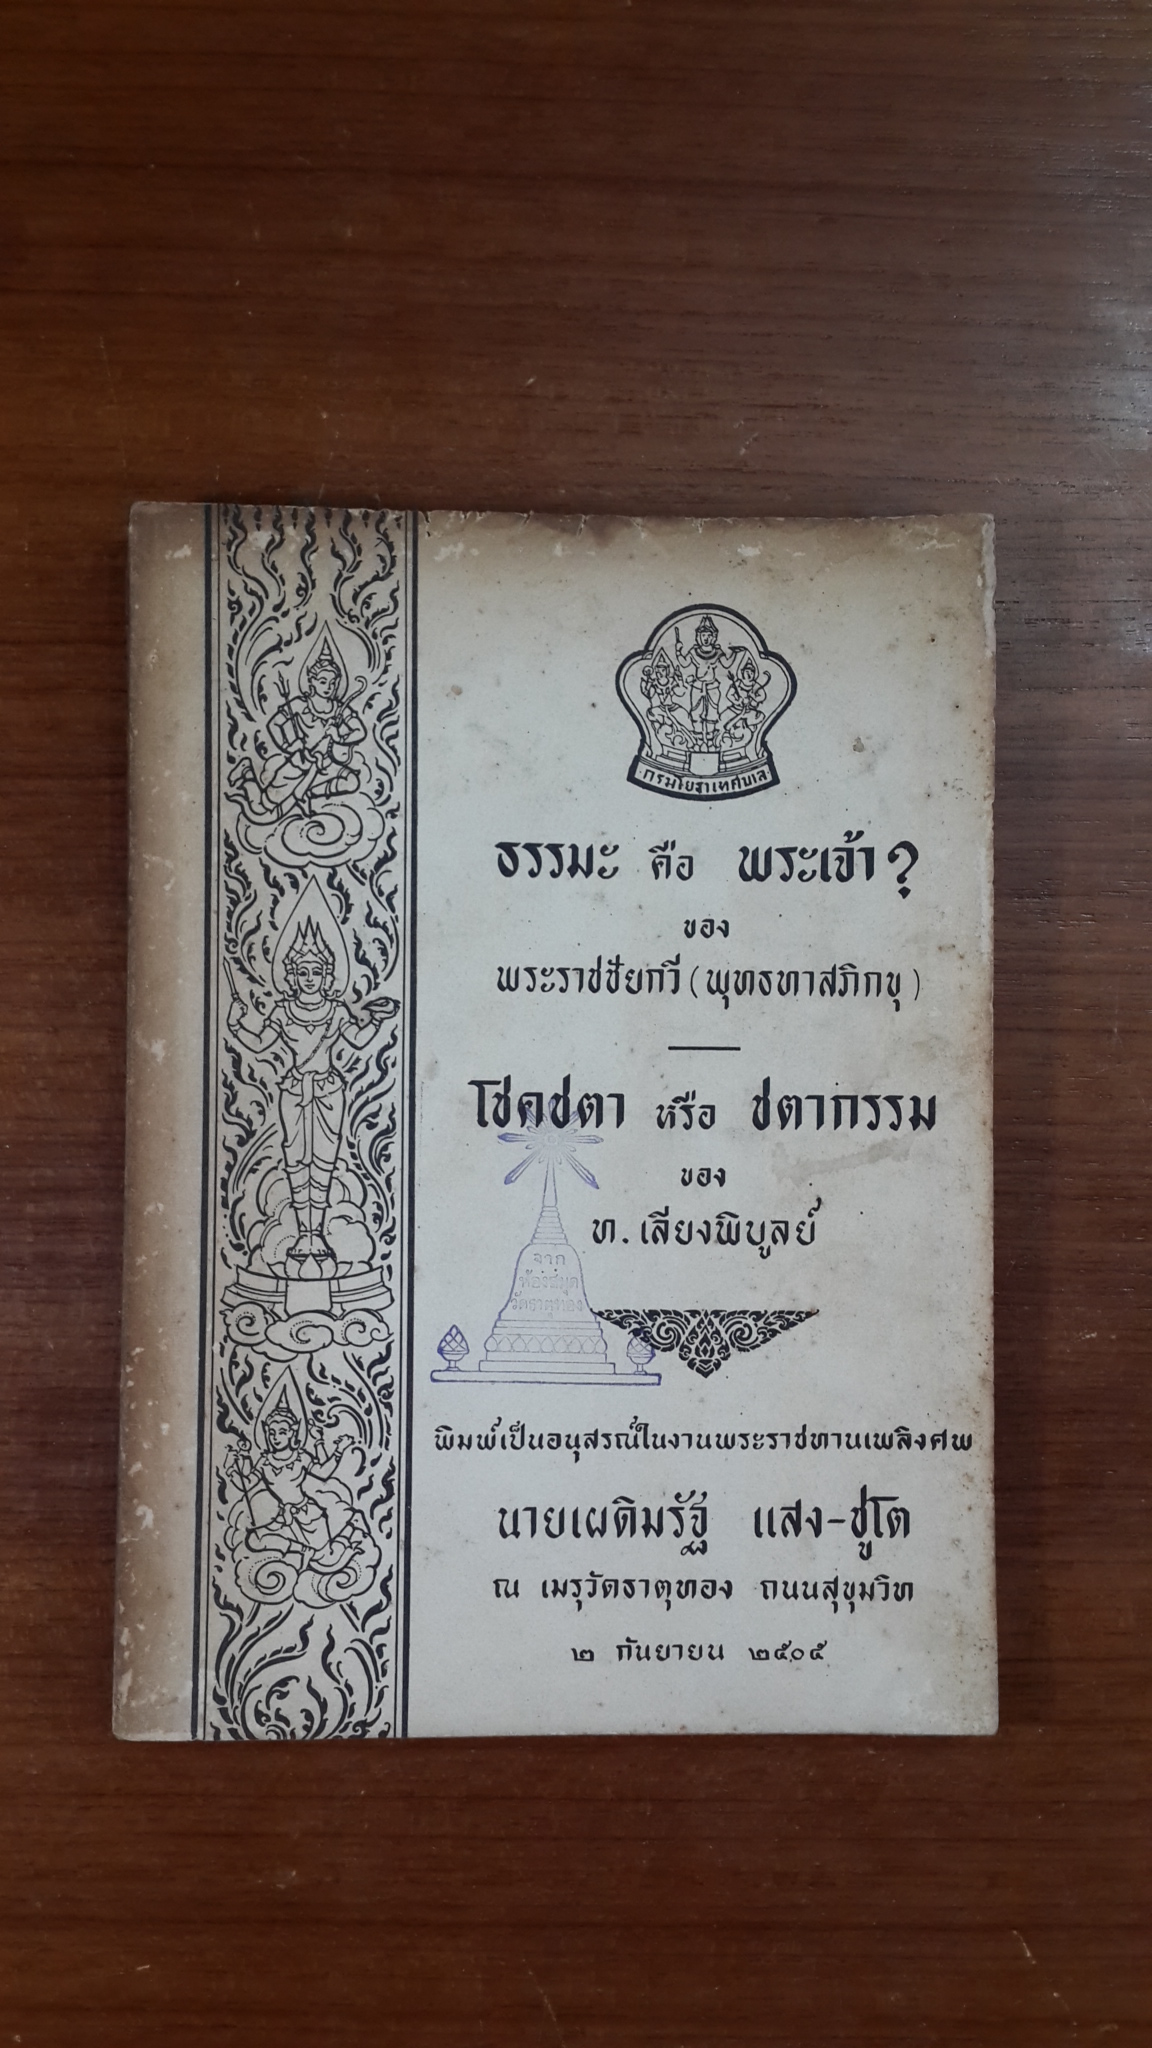 กรมโยธาเทศบาล
ธรรมะ คือ พระเจ้า ?
ของ
พระราชชัยกวี (พุทธทาสภิกขุ)
โชคชตา หรือ ชตากรรม
ของ
ท. เลียงพิบูลย์
จาก
ห้องสมุด
วัดธาตุทอง
พิมพ์เป็นอนุสรณ์ในงานพระราชทานเพลิงศพ
นายเผดิมรัฐ แสง-ชูโต
ณ เมรุวัดธาตุทอง ถนนสุขุมวิท
๒ กันยายน ๒๕๐๕